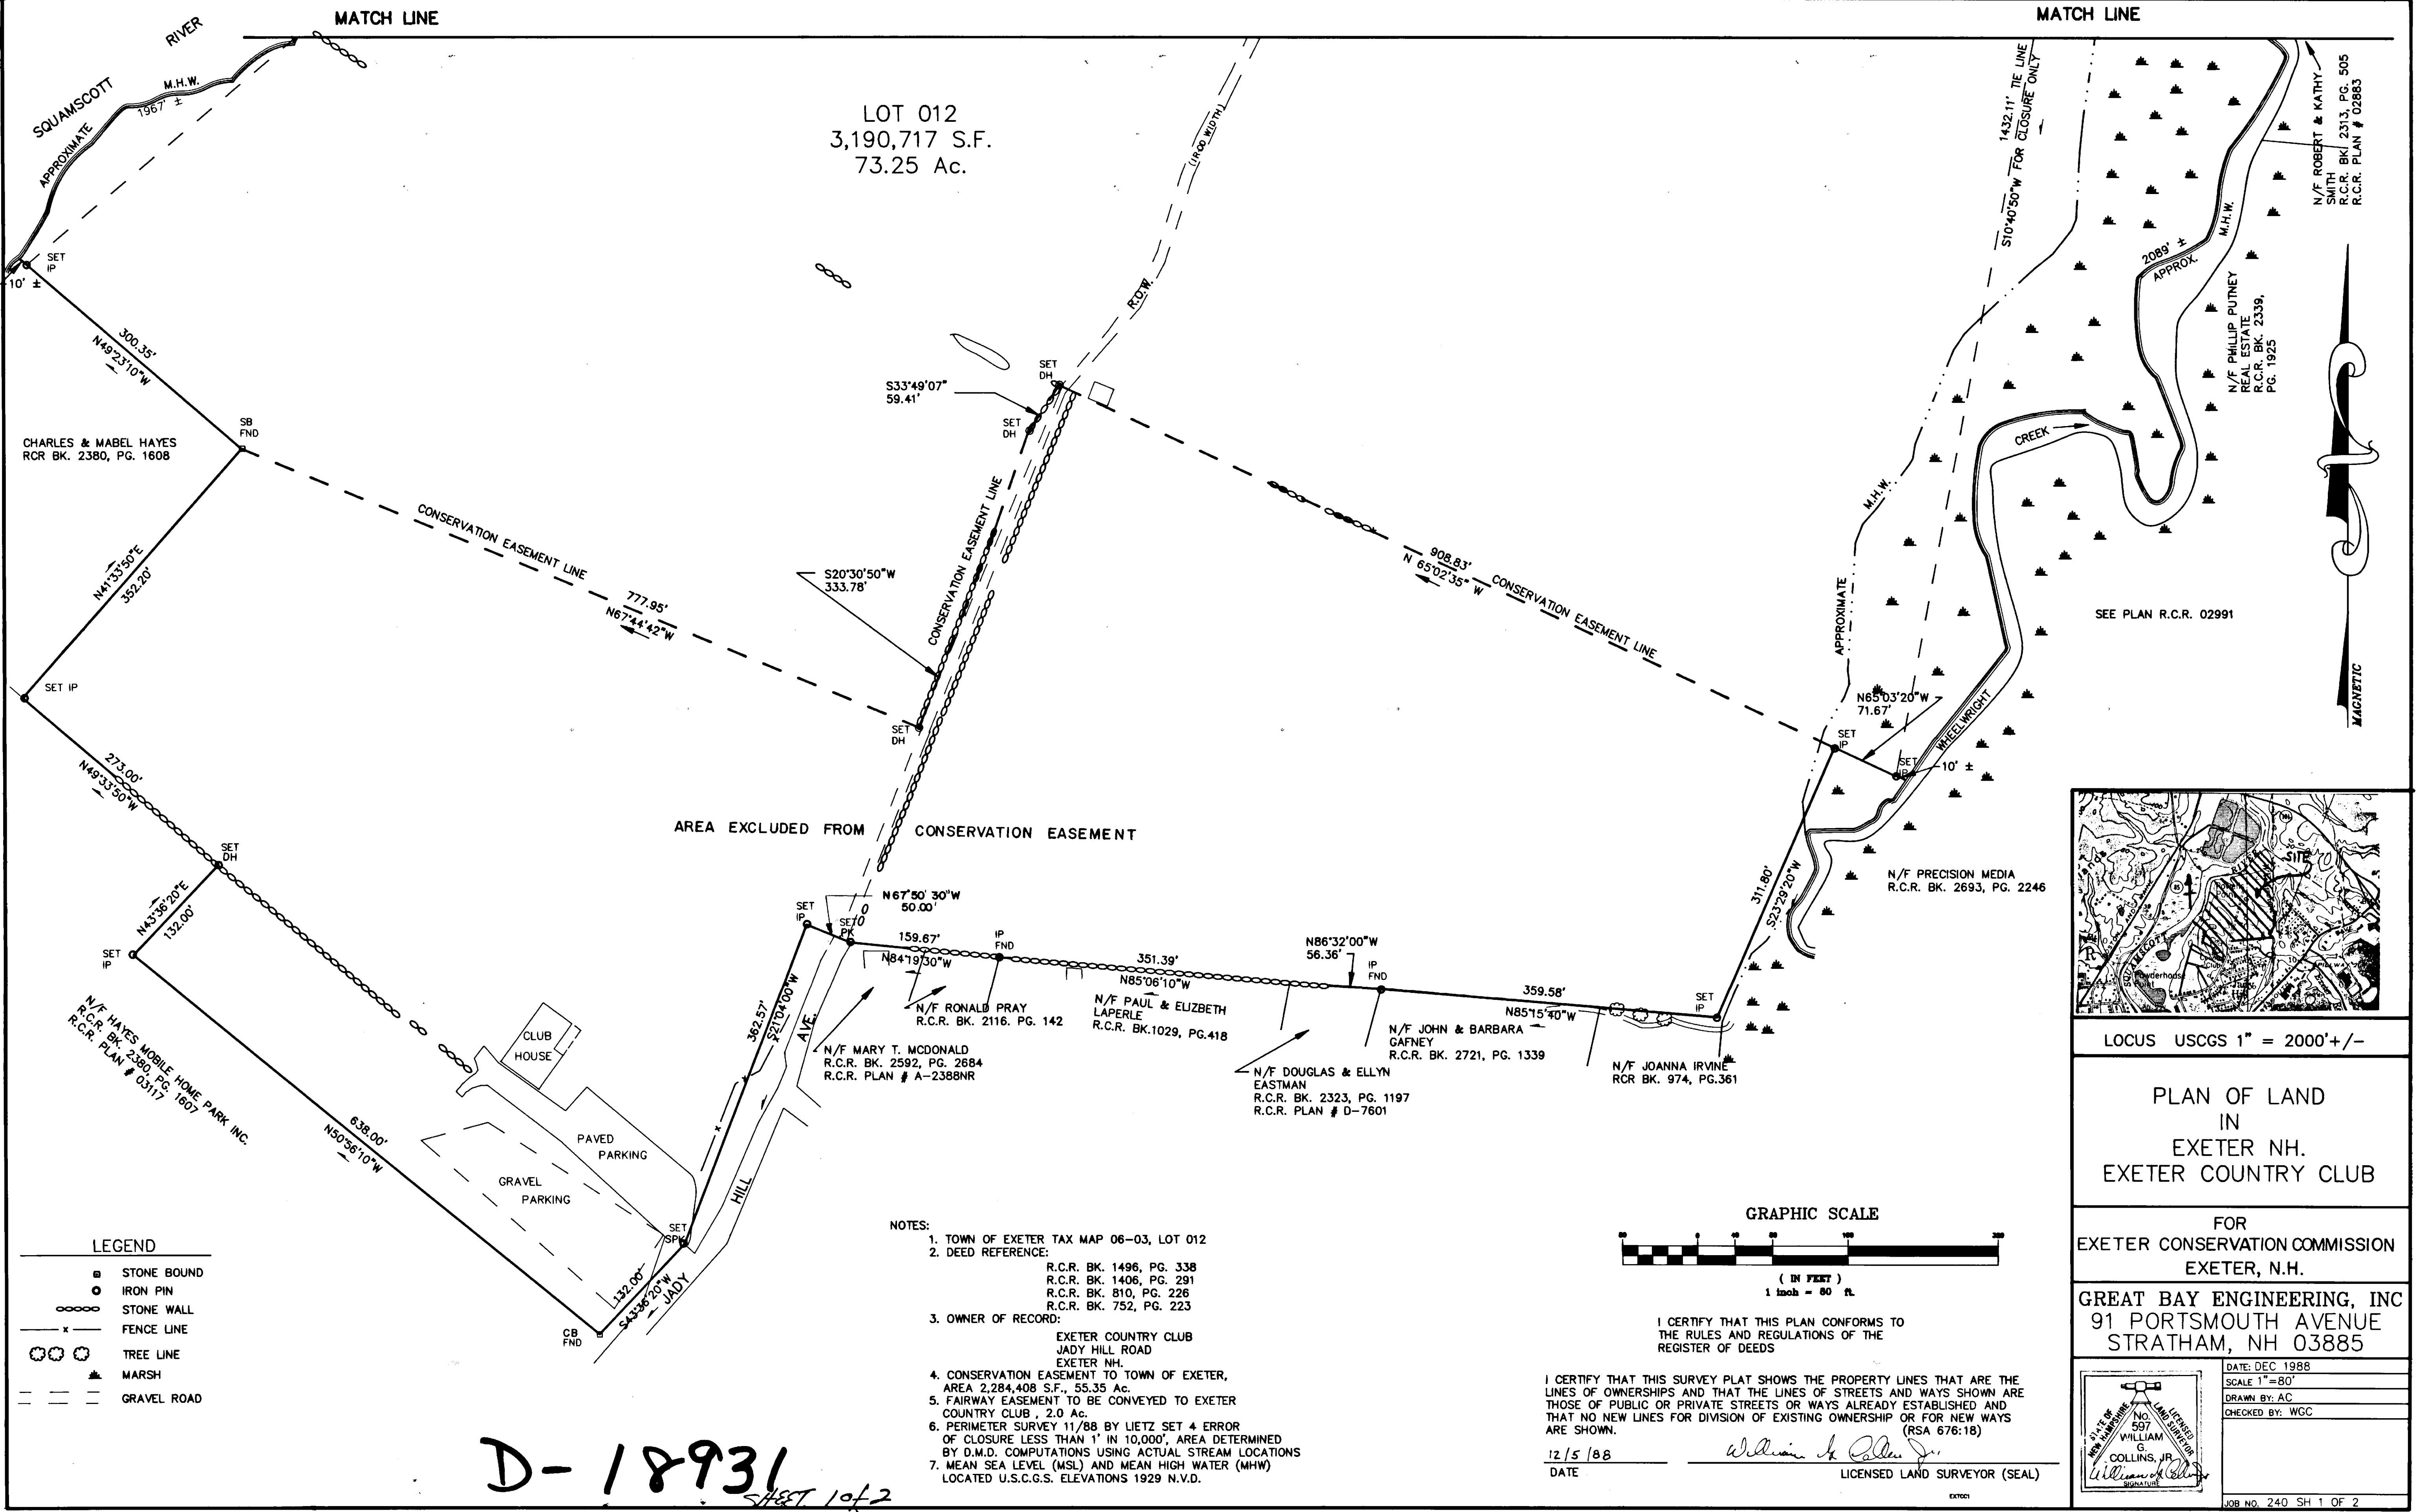 MATCH LINE
MATCH LINE
SQUAMSCOTT RIVER
M.H.W.
1967' ±
APPROXIMATE
LOT 012
3,190,717 S.F.
73.25 Ac.
R.O.W.
1432.11' TIE LINE
S10°40'50"W FOR CLOSURE ONLY
N/F ROBERT & KATHY
SMITH
R.C.R. BK. 2313, PG. 505
R.C.R. PLAN # 02883
M.H.W.
2089' ±
APPROX.
N/F PHILLIP PUTNEY
REAL ESTATE
R.C.R. BK. 2339,
PG. 1925
SET
IP
10' ±
300.35'
N49°23'10"W
SB
FND
CHARLES & MABEL HAYES
RCR BK. 2380, PG. 1608
N41°33'50"E
352.20'
SET IP
CONSERVATION EASEMENT LINE
777.95'
N67°44'42"W
SET
DH
S33°49'07"
59.41'
SET
DH
CONSERVATION EASEMENT LINE
S20°30'50"W
333.78'
SET
DH
908.83'
N 65°02'35" W
CONSERVATION EASEMENT LINE
M.H.W.
APPROXIMATE
CREEK
WHEELWRIGHT
SEE PLAN R.C.R. 02991
MAGNETIC
N65°03'20"W
71.67'
SET
IP
SET
IP
10' ±
273.00'
N49°33'50"W
SET
DH
N43°36'20"E
132.00'
SET
IP
AREA EXCLUDED FROM CONSERVATION EASEMENT
N67°50' 30"W
50.00'
SET
IP
SET
PK
159.67'
N84°19'30"W
IP
FND
351.39'
N85°06'10"W
N86°32'00"W
56.36'
IP
FND
359.58'
N85°15'40"W
SET
IP
311.80'
S23°29'20"W
N/F PRECISION MEDIA
R.C.R. BK. 2693, PG. 2246
N/F HAYES MOBILE HOME PARK INC.
R.C.R. BK. 2380, PG. 1607
R.C.R. PLAN # 03117
638.00'
N50°56'10"W
CLUB
HOUSE
PAVED
PARKING
GRAVEL
PARKING
362.57'
S21°04'00"W
JADY HILL AVE.
N/F MARY T. MCDONALD
R.C.R. BK. 2592, PG. 2684
R.C.R. PLAN # A-2388NR
N/F RONALD PRAY
R.C.R. BK. 2116. PG. 142
N/F PAUL & ELIZBETH
LAPERLE
R.C.R. BK.1029, PG.418
N/F DOUGLAS & ELLYN
EASTMAN
R.C.R. BK. 2323, PG. 1197
R.C.R. PLAN # D-7601
N/F JOHN & BARBARA
GAFNEY
R.C.R. BK. 2721, PG. 1339
N/F JOANNA IRVINE
RCR BK. 974, PG.361
SET
SPK
132.00'
S43°36'20"W
CB
FND
LEGEND
STONE BOUND
IRON PIN
STONE WALL
FENCE LINE
TREE LINE
MARSH
GRAVEL ROAD
NOTES:
1. TOWN OF EXETER TAX MAP 06-03, LOT 012
2. DEED REFERENCE:
R.C.R. BK. 1496, PG. 338
R.C.R. BK. 1406, PG. 291
R.C.R. BK. 810, PG. 226
R.C.R. BK. 752, PG. 223
3. OWNER OF RECORD:
EXETER COUNTRY CLUB
JADY HILL ROAD
EXETER NH.
4. CONSERVATION EASEMENT TO TOWN OF EXETER,
AREA 2,284,408 S.F., 55.35 Ac.
5. FAIRWAY EASEMENT TO BE CONVEYED TO EXETER
COUNTRY CLUB , 2.0 Ac.
6. PERIMETER SURVEY 11/88 BY LIETZ SET 4 ERROR
OF CLOSURE LESS THAN 1' IN 10,000', AREA DETERMINED
BY D.M.D. COMPUTATIONS USING ACTUAL STREAM LOCATIONS
7. MEAN SEA LEVEL (MSL) AND MEAN HIGH WATER (MHW)
LOCATED U.S.C.G.S. ELEVATIONS 1929 N.V.D.
D-18931
SHEET 1 of 2
GRAPHIC SCALE
( IN FEET )
1 inch = 80 ft.
I CERTIFY THAT THIS PLAN CONFORMS TO
THE RULES AND REGULATIONS OF THE
REGISTER OF DEEDS
I CERTIFY THAT THIS SURVEY PLAT SHOWS THE PROPERTY LINES THAT ARE THE
LINES OF OWNERSHIPS AND THAT THE LINES OF STREETS AND WAYS SHOWN ARE
THOSE OF PUBLIC OR PRIVATE STREETS OR WAYS ALREADY ESTABLISHED AND
THAT NO NEW LINES FOR DIVISION OF EXISTING OWNERSHIP OR FOR NEW WAYS
ARE SHOWN. (RSA 676:18)
12/5/88
DATE
LICENSED LAND SURVEYOR (SEAL)
SITE
LOCUS USCGS 1" = 2000'+/-
PLAN OF LAND
IN
EXETER NH.
EXETER COUNTRY CLUB
FOR
EXETER CONSERVATION COMMISSION
EXETER, N.H.
GREAT BAY ENGINEERING, INC
91 PORTSMOUTH AVENUE
STRATHAM, NH 03885
DATE: DEC 1988
SCALE 1"=80'
DRAWN BY: AC
CHECKED BY: WGC
STATE OF NEW HAMPSHIRE
LICENSED LAND SURVEYOR
No.
597
WILLIAM
G.
COLLINS, JR
SIGNATURE
JOB NO. 240 SH 1 OF 2